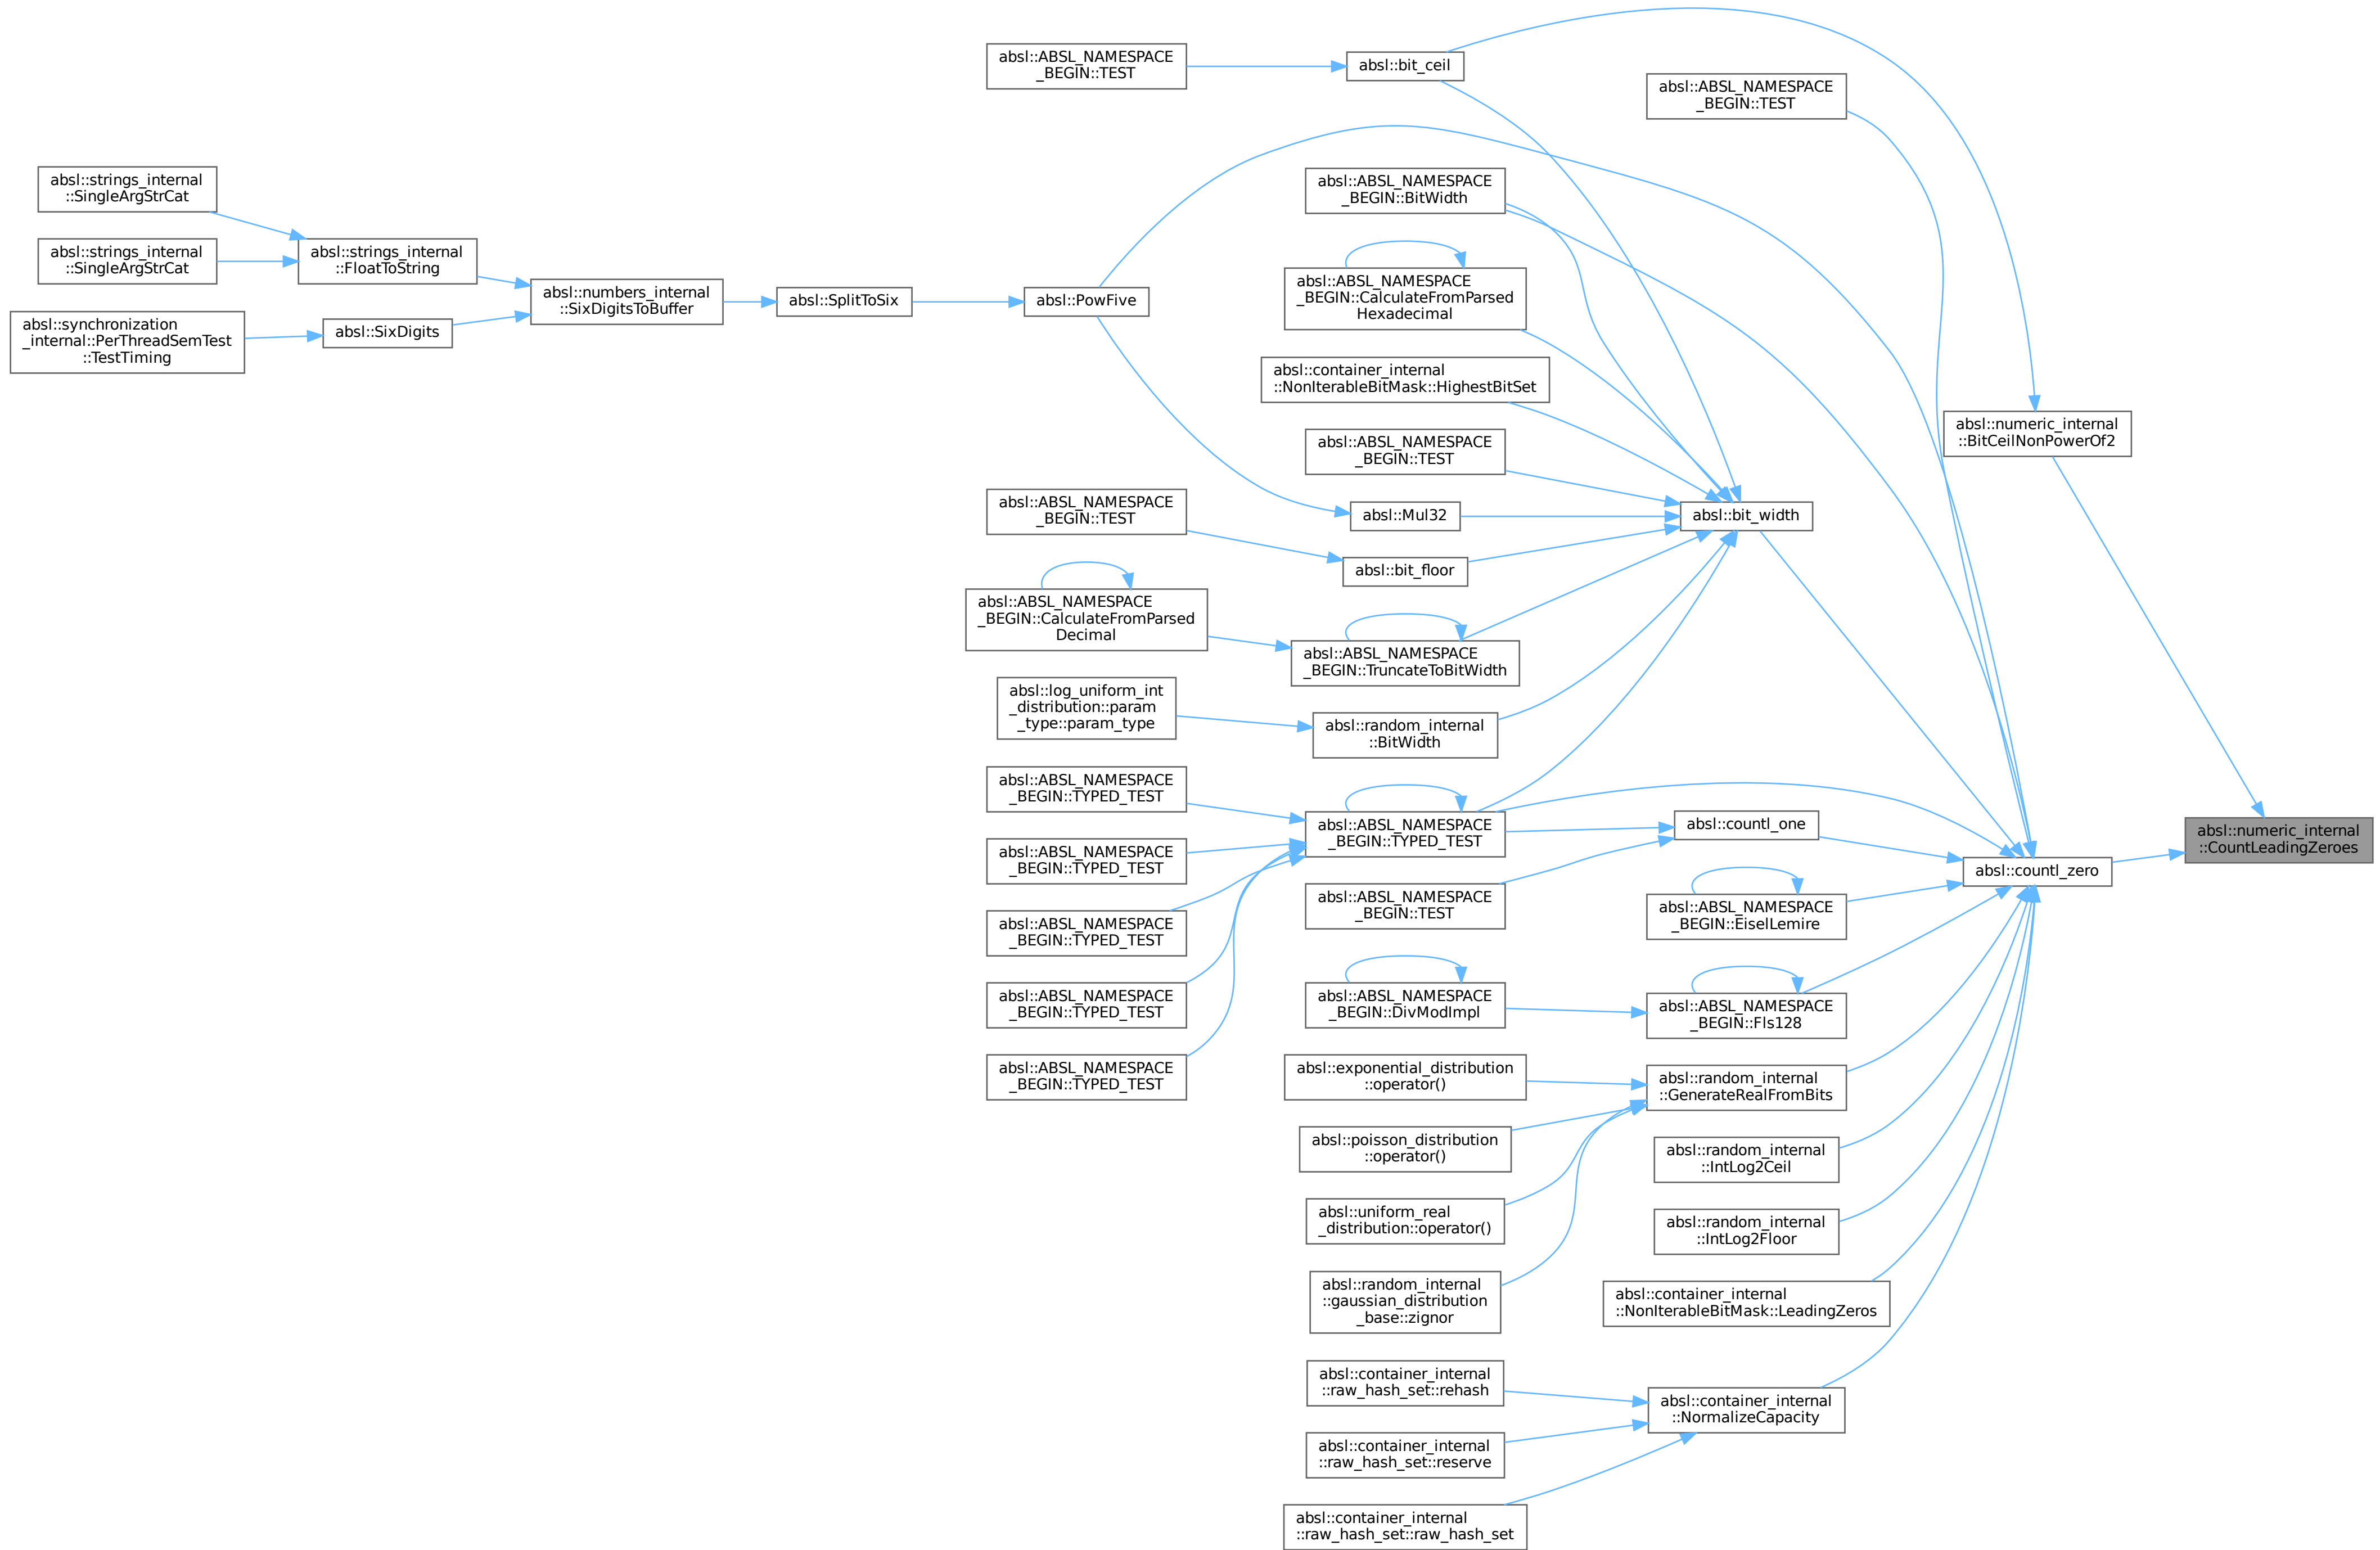 absl::ABSL_NAMESPACE
_BEGIN::TEST
absl::bit_ceil
absl::ABSL_NAMESPACE
_BEGIN::TEST
absl::strings_internal
::SingleArgStrCat
absl::strings_internal
::SingleArgStrCat
absl::synchronization
_internal::PerThreadSemTest
::TestTiming
absl::strings_internal
::FloatToString
absl::SixDigits
absl::numbers_internal
::SixDigitsToBuffer
absl::SplitToSix
absl::PowFive
absl::ABSL_NAMESPACE
_BEGIN::BitWidth
absl::ABSL_NAMESPACE
_BEGIN::CalculateFromParsed
Hexadecimal
absl::container_internal
::NonIterableBitMask::HighestBitSet
absl::ABSL_NAMESPACE
_BEGIN::TEST
absl::numeric_internal
::BitCeilNonPowerOf2
absl::ABSL_NAMESPACE
_BEGIN::TEST
absl::Mul32
absl::bit_width
absl::bit_floor
absl::ABSL_NAMESPACE
_BEGIN::CalculateFromParsed
Decimal
absl::ABSL_NAMESPACE
_BEGIN::TruncateToBitWidth
absl::log_uniform_int
_distribution::param
_type::param_type
absl::random_internal
::BitWidth
absl::ABSL_NAMESPACE
_BEGIN::TYPED_TEST
absl::ABSL_NAMESPACE
_BEGIN::TYPED_TEST
absl::ABSL_NAMESPACE
_BEGIN::TYPED_TEST
absl::ABSL_NAMESPACE
_BEGIN::TYPED_TEST
absl::ABSL_NAMESPACE
_BEGIN::TYPED_TEST
absl::ABSL_NAMESPACE
_BEGIN::TYPED_TEST
absl::countl_one
absl::numeric_internal
::CountLeadingZeroes
absl::countl_zero
absl::ABSL_NAMESPACE
_BEGIN::TEST
absl::ABSL_NAMESPACE
_BEGIN::EiselLemire
absl::ABSL_NAMESPACE
_BEGIN::DivModImpl
absl::ABSL_NAMESPACE
_BEGIN::Fls128
absl::exponential_distribution
::operator()
absl::random_internal
::GenerateRealFromBits
absl::poisson_distribution
::operator()
absl::random_internal
::IntLog2Ceil
absl::uniform_real
_distribution::operator()
absl::random_internal
::IntLog2Floor
absl::random_internal
::gaussian_distribution
_base::zignor
absl::container_internal
::NonIterableBitMask::LeadingZeros
absl::container_internal
::raw_hash_set::rehash
absl::container_internal
::NormalizeCapacity
absl::container_internal
::raw_hash_set::reserve
absl::container_internal
::raw_hash_set::raw_hash_set